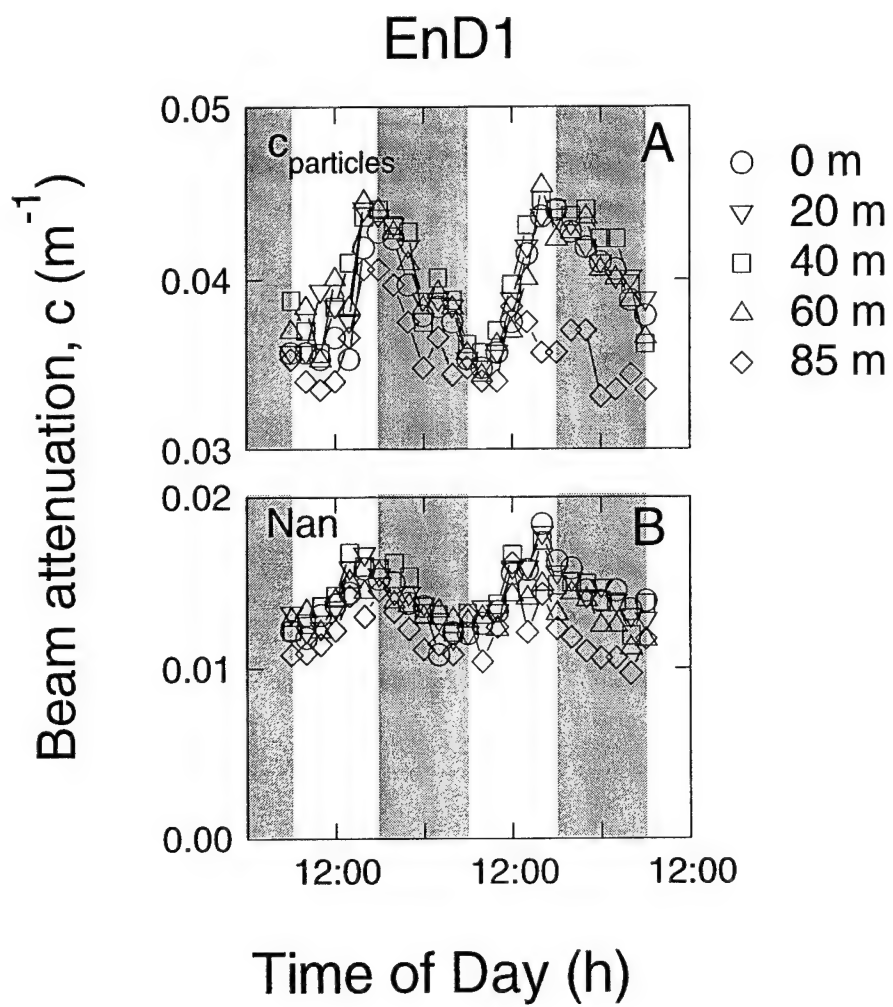 EnD1
Beam attenuation, c (m-1)
0.05
0.04
0.03
cparticles
A
0 m
20 m
40 m
60 m
85 m
0.02
0.01
0.00
Nan
B
12:00
12:00
12:00
Time of Day (h)